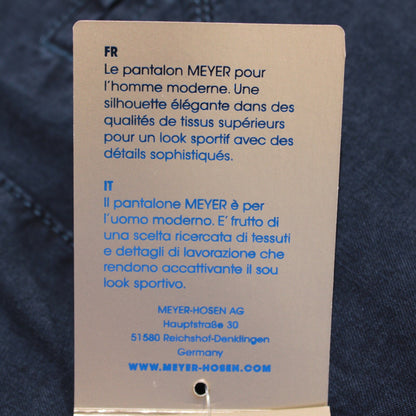 FR
Le pantalon MEYER pour
l'homme moderne. Une
silhouette élégante dans des
qualités de tissus supérieurs
pour un look sportif avec des
détails sophistiqués.
IT
Il pantalone MEYER è per
l'uomo moderno. E' frutto di
una scelta ricercata di tessuti
e dettagli di lavorazione che
rendono accattivante il sou
look sportivo.
MEYER-HOSEN AG
Hauptstraße 30
51580 Reichshof-Denklingen
Germany
WWW.MEYER-HOSEN.COM